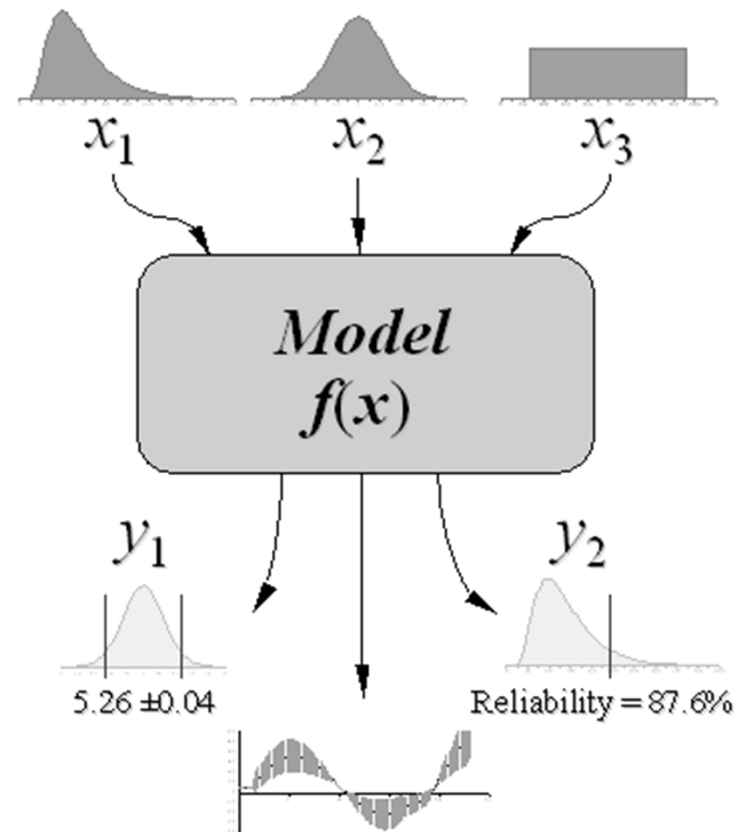 x₁ x₂ x₃
Model
f(x)
y₁ y₂
5.26 ±0.04 Reliability = 87.6%